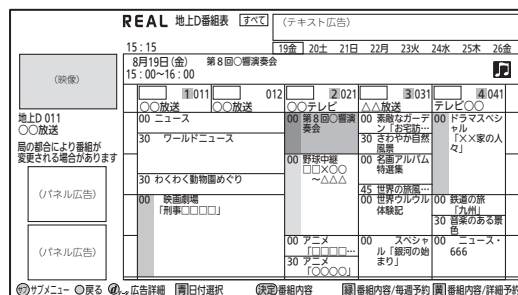 REAL 地上D番組表 すべて (テキスト広告)
15：15 19金 20土 21日 22月 23火 24水 25木 26金
8月19日(金) 第8回○響演奏会
15：00～16：00
(映像)
1 011 012 2 021 3 031 4 041
○○放送 ○○放送 ○○テレビ △△放送 テレビ○○
地上D 011
○○放送
局の都合により番組が
変更される場合があります
(パネル広告)
(パネル広告)
00 ニュース
30 ワールドニュース
30 わくわく動物園めぐり
00 映画劇場
「刑事□□□□」
00 第8回○響演
奏会
00 野球中継
□□×○○
～△△△
00 アニメ
「□□□□…
30 アニメ
「○○○○」
00 素敵なガーデ
ン「お宅訪…
30 さわやか自然
風景
00 名画アルバム
特選集
45 世界の旅風…
00 世界ウルウル
体験記
00 スペシャ
ル「銀河の始
まり」
00 ドラマスペシ
ャル
「××家の人
々」
00 鉄道の旅
「九州」
30 音楽のある景
色
00 ニュース・
666
サブメニュー 戻る d 広告詳細 青 日付選択 決定 番組内容 緑 番組内容/毎週予約 黄 番組内容/詳細予約